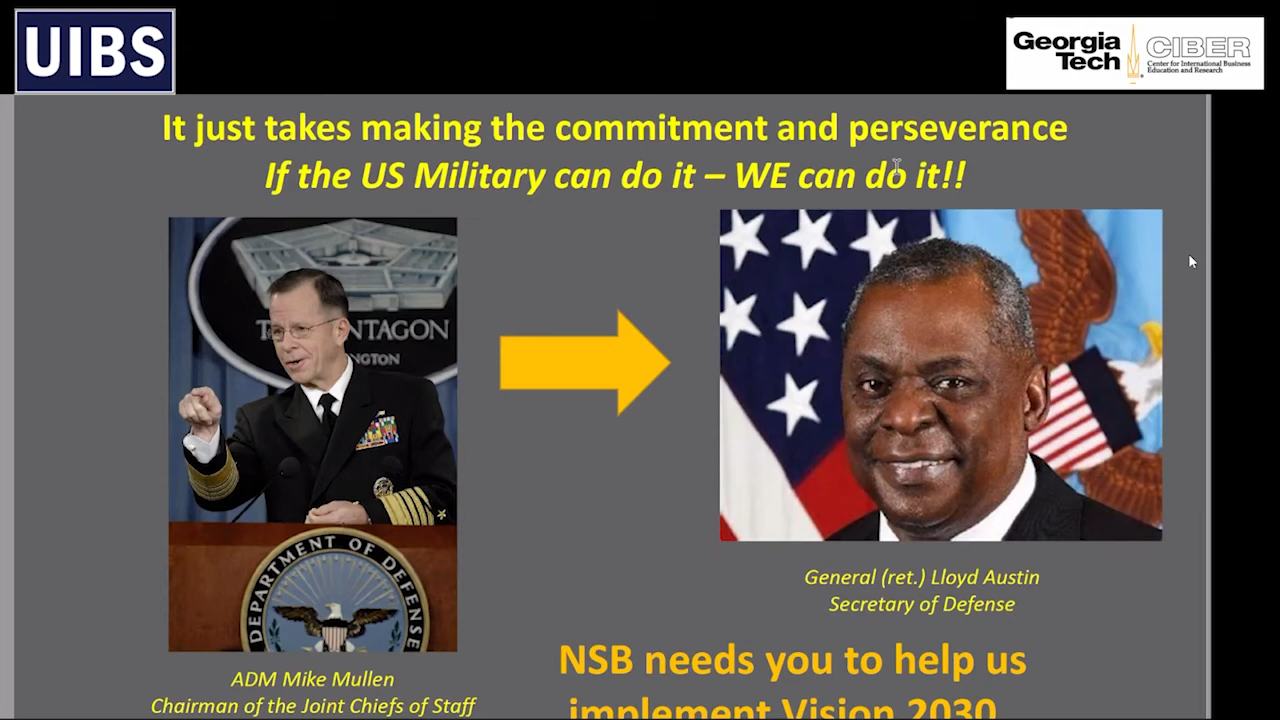 UIBS
Georgia
Tech
CIBER
Center for International Business
Education and Research
It just takes making the commitment and perseverance
If the US Military can do it – WE can do it!!
NTAGON
NGTON
DEPARTMENT OF DEFENSE
General (ret.) Lloyd Austin
Secretary of Defense
ADM Mike Mullen
Chairman of the Joint Chiefs of Staff
NSB needs you to help us
implement Vision 2030